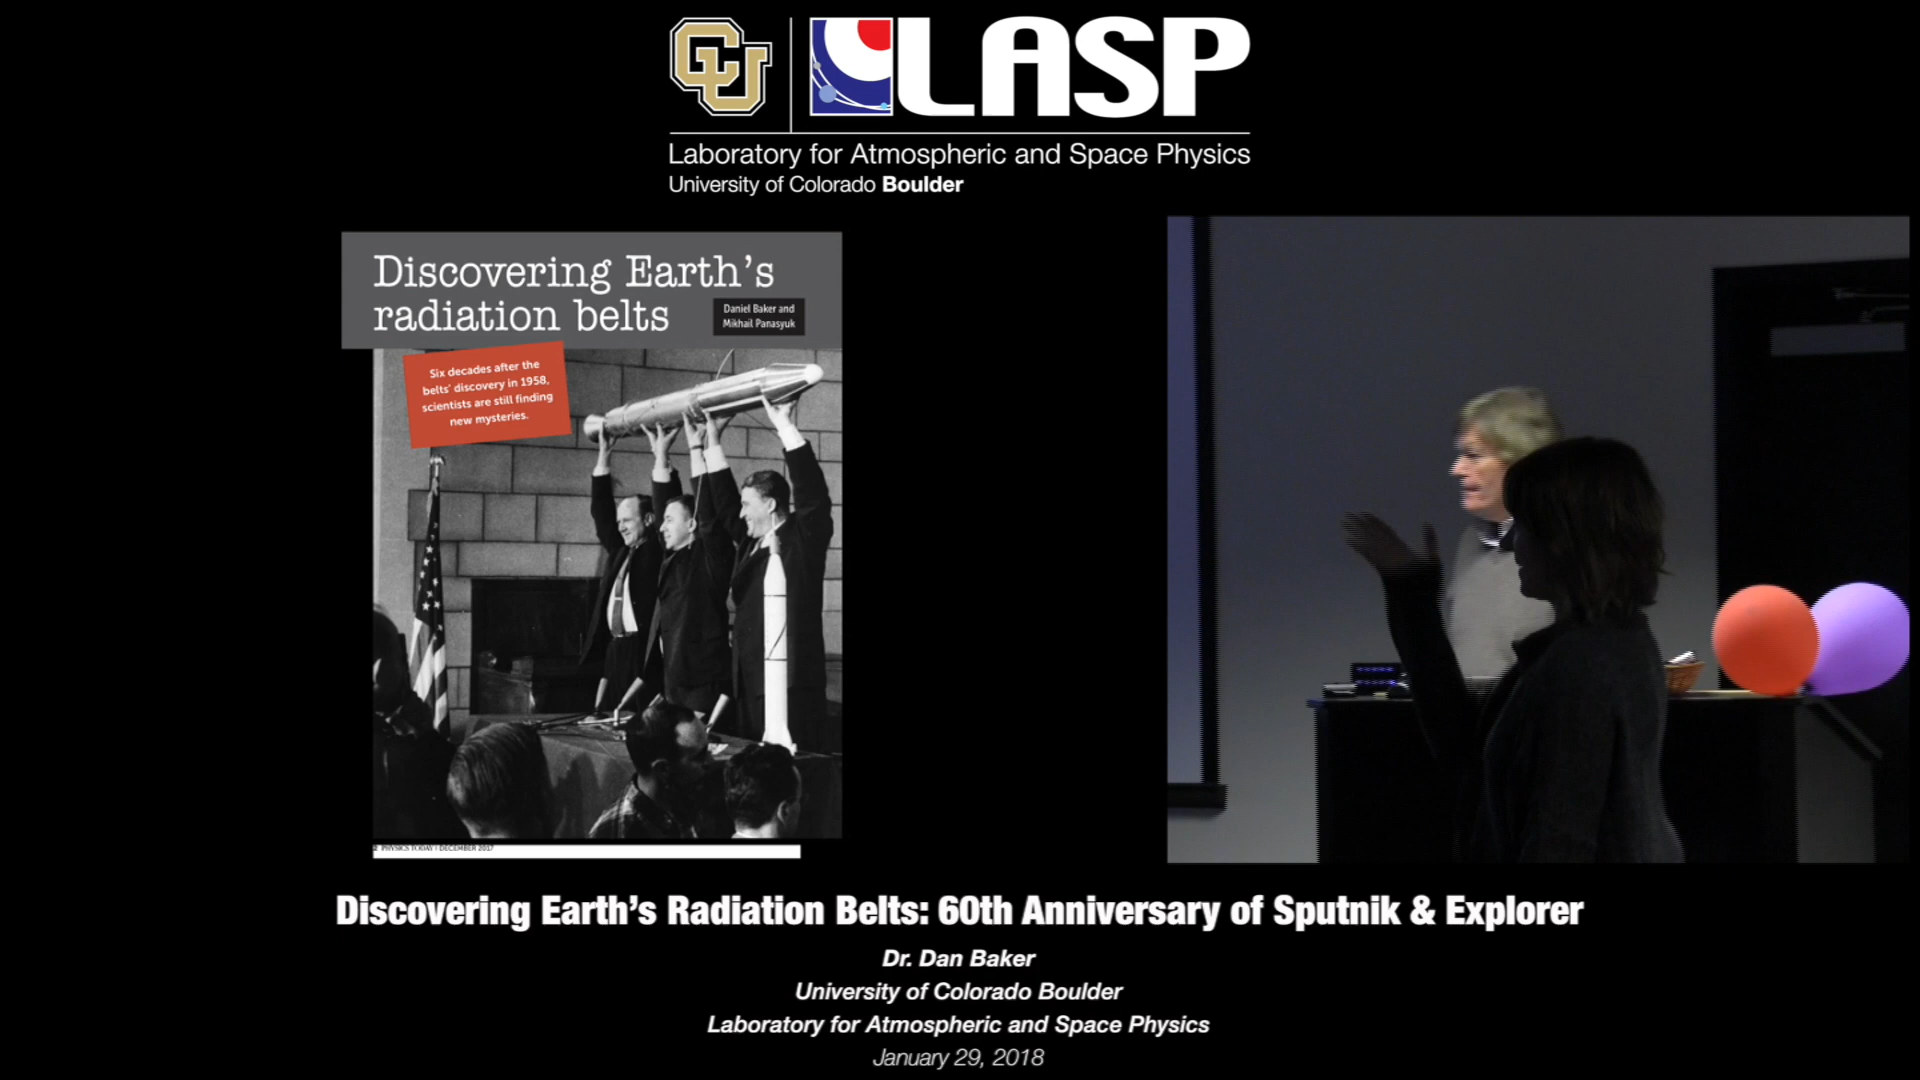 CU
LASP
Laboratory for Atmospheric and Space Physics
University of Colorado Boulder
Discovering Earth's
radiation belts
Daniel Baker and
Mikhail Panasyuk
Six decades after the
belts' discovery in 1958,
scientists are still finding
new mysteries.
2 PHYSICS TODAY | DECEMBER 2017
Discovering Earth's Radiation Belts: 60th Anniversary of Sputnik & Explorer
Dr. Dan Baker
University of Colorado Boulder
Laboratory for Atmospheric and Space Physics
January 29, 2018